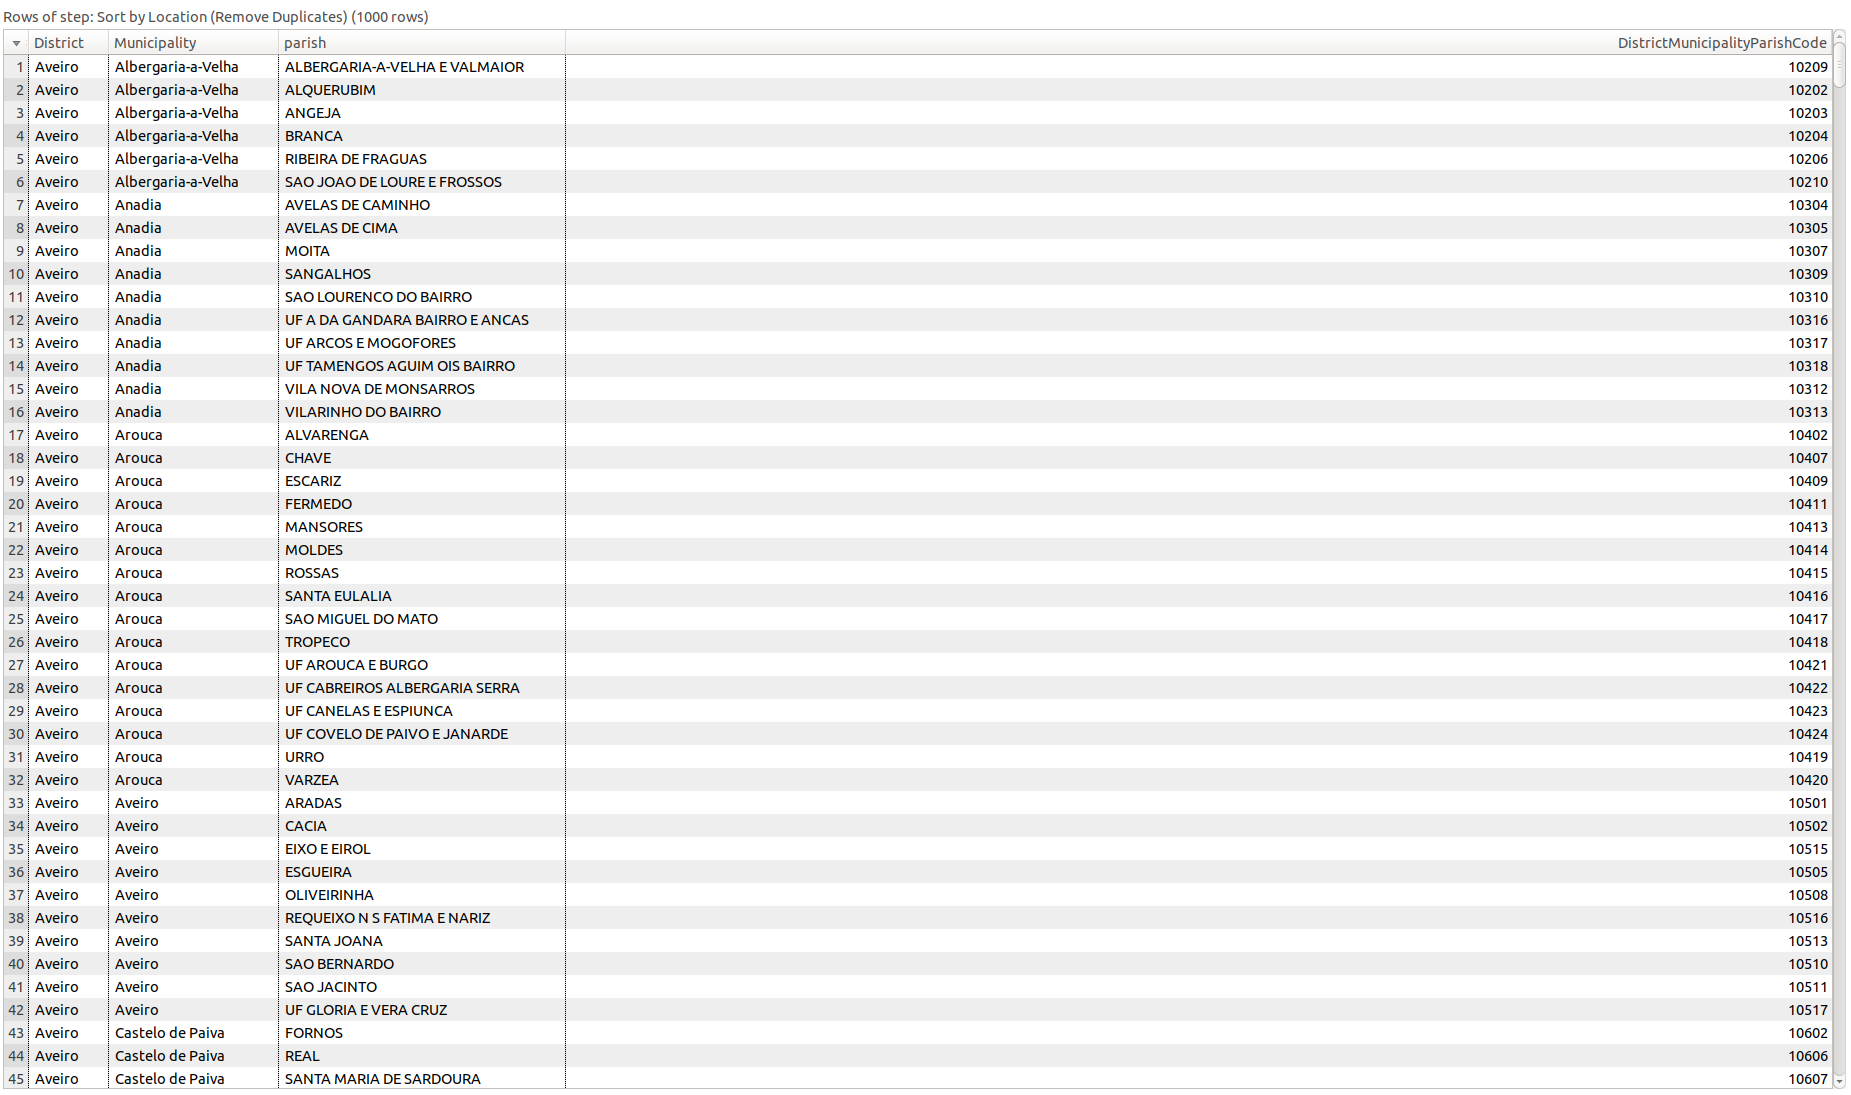 Rows of step: Sort by Location (Remove Duplicates) (1000 rows)
District Municipality parish DistrictMunicipalityParishCode
1 Aveiro Albergaria-a-Velha ALBERGARIA-A-VELHA E VALMAIOR 10209
2 Aveiro Albergaria-a-Velha ALQUERUBIM 10202
3 Aveiro Albergaria-a-Velha ANGEJA 10203
4 Aveiro Albergaria-a-Velha BRANCA 10204
5 Aveiro Albergaria-a-Velha RIBEIRA DE FRAGUAS 10206
6 Aveiro Albergaria-a-Velha SAO JOAO DE LOURE E FROSSOS 10210
7 Aveiro Anadia AVELAS DE CAMINHO 10304
8 Aveiro Anadia AVELAS DE CIMA 10305
9 Aveiro Anadia MOITA 10307
10 Aveiro Anadia SANGALHOS 10309
11 Aveiro Anadia SAO LOURENCO DO BAIRRO 10310
12 Aveiro Anadia UF A DA GANDARA BAIRRO E ANCAS 10316
13 Aveiro Anadia UF ARCOS E MOGOFORES 10317
14 Aveiro Anadia UF TAMENGOS AGUIM OIS BAIRRO 10318
15 Aveiro Anadia VILA NOVA DE MONSARROS 10312
16 Aveiro Anadia VILARINHO DO BAIRRO 10313
17 Aveiro Arouca ALVARENGA 10402
18 Aveiro Arouca CHAVE 10407
19 Aveiro Arouca ESCARIZ 10409
20 Aveiro Arouca FERMEDO 10411
21 Aveiro Arouca MANSORES 10413
22 Aveiro Arouca MOLDES 10414
23 Aveiro Arouca ROSSAS 10415
24 Aveiro Arouca SANTA EULALIA 10416
25 Aveiro Arouca SAO MIGUEL DO MATO 10417
26 Aveiro Arouca TROPECO 10418
27 Aveiro Arouca UF AROUCA E BURGO 10421
28 Aveiro Arouca UF CABREIROS ALBERGARIA SERRA 10422
29 Aveiro Arouca UF CANELAS E ESPIUNCA 10423
30 Aveiro Arouca UF COVELO DE PAIVO E JANARDE 10424
31 Aveiro Arouca URRO 10419
32 Aveiro Arouca VARZEA 10420
33 Aveiro Aveiro ARADAS 10501
34 Aveiro Aveiro CACIA 10502
35 Aveiro Aveiro EIXO E EIROL 10515
36 Aveiro Aveiro ESGUEIRA 10505
37 Aveiro Aveiro OLIVEIRINHA 10508
38 Aveiro Aveiro REQUEIXO N S FATIMA E NARIZ 10516
39 Aveiro Aveiro SANTA JOANA 10513
40 Aveiro Aveiro SAO BERNARDO 10510
41 Aveiro Aveiro SAO JACINTO 10511
42 Aveiro Aveiro UF GLORIA E VERA CRUZ 10517
43 Aveiro Castelo de Paiva FORNOS 10602
44 Aveiro Castelo de Paiva REAL 10606
45 Aveiro Castelo de Paiva SANTA MARIA DE SARDOURA 10607